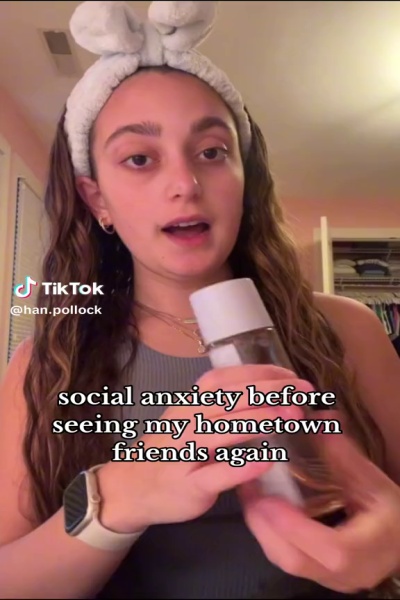 TikTok
@han.pollock
social anxiety before
seeing my hometown
friends again